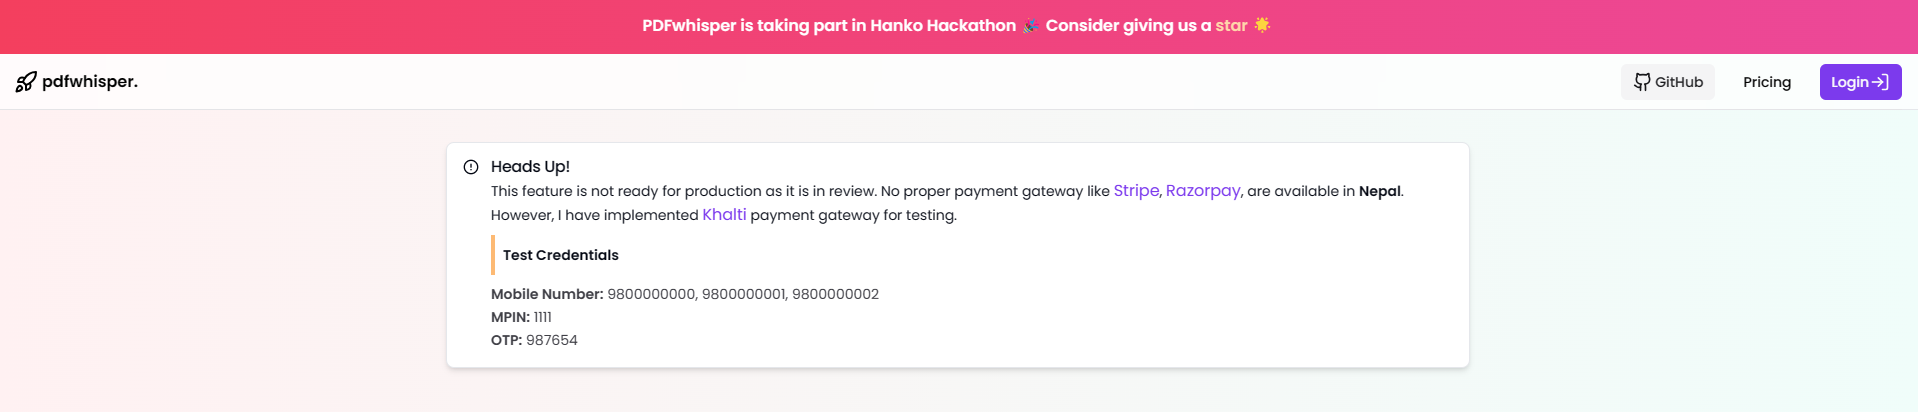 PDFwhisper is taking part in Hanko Hackathon 🎉 Consider giving us a star 🌟
pdfwhisper.
GitHub
Pricing
Login
Heads Up!
This feature is not ready for production as it is in review. No proper payment gateway like Stripe, Razorpay, are available in Nepal.
However, I have implemented Khalti payment gateway for testing.
Test Credentials
Mobile Number: 9800000000, 9800000001, 9800000002
MPIN: 1111
OTP: 987654